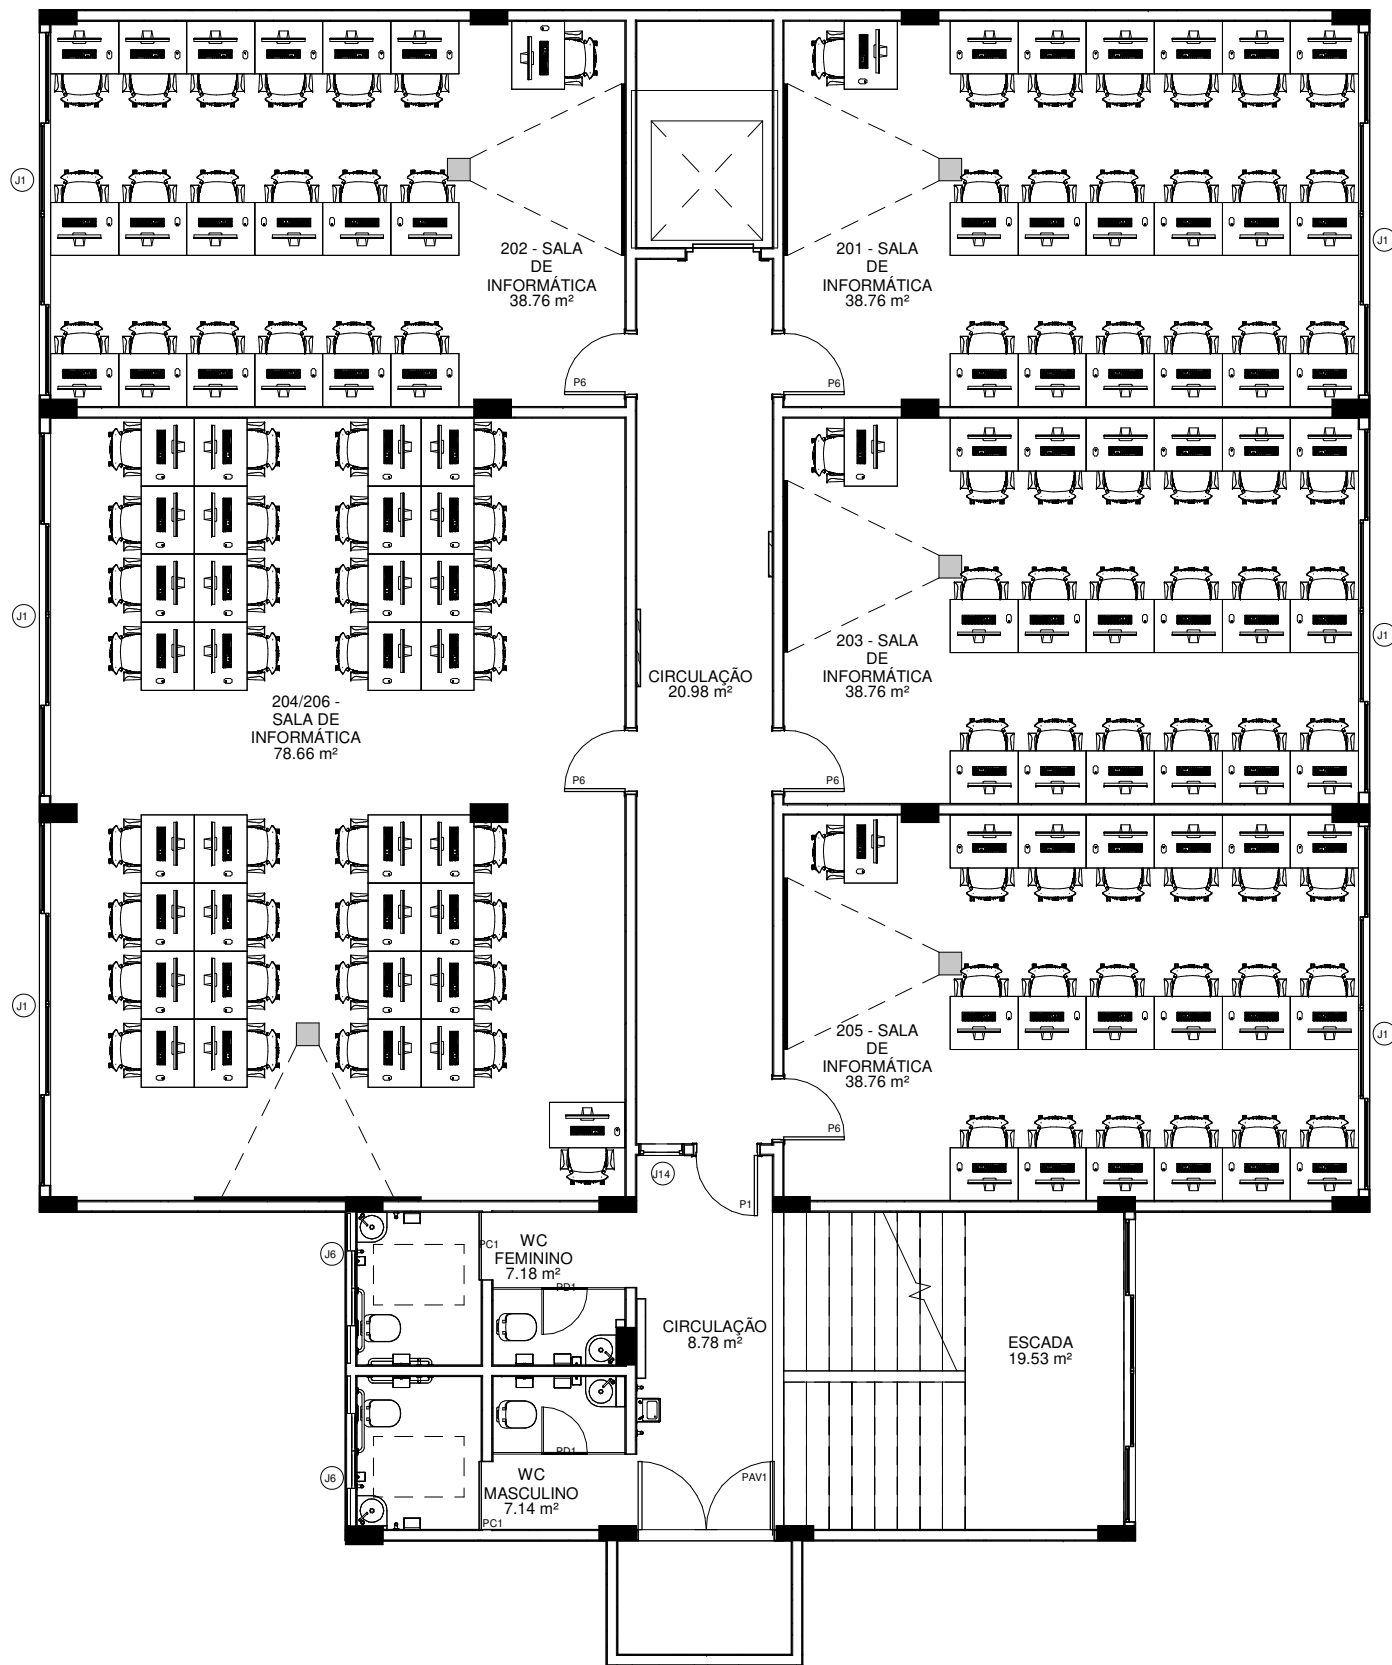 J1
202 - SALA
DE
INFORMÁTICA
38.76 m²
201 - SALA
DE
INFORMÁTICA
38.76 m²
J1
P6
P6
J1
204/206 -
SALA DE
INFORMÁTICA
78.66 m²
CIRCULAÇÃO
20.98 m²
203 - SALA
DE
INFORMÁTICA
38.76 m²
J1
P6
P6
J1
205 - SALA
DE
INFORMÁTICA
38.76 m²
J1
P6
J14
P1
J6
PC1
WC
FEMININO
7.18 m²
PD1
CIRCULAÇÃO
8.78 m²
ESCADA
19.53 m²
PD1
J6
WC
MASCULINO
7.14 m²
PC1
PAV1